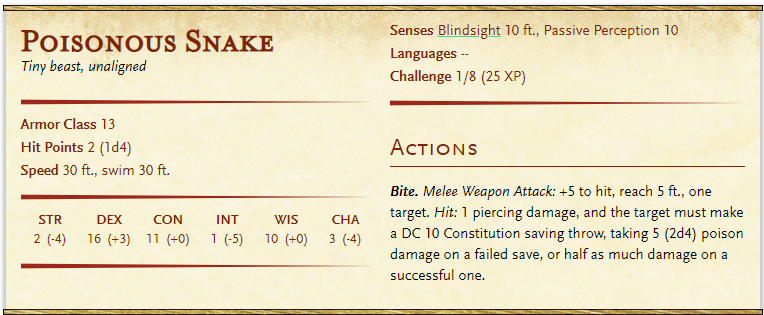 Poisonous Snake
Tiny beast, unaligned
Armor Class 13
Hit Points 2 (1d4)
Speed 30 ft., swim 30 ft.
STR DEX CON INT WIS CHA
2 (-4) 16 (+3) 11 (+0) 1 (-5) 10 (+0) 3 (-4)
Senses Blindsight 10 ft., Passive Perception 10
Languages --
Challenge 1/8 (25 XP)
Actions
Bite. Melee Weapon Attack: +5 to hit, reach 5 ft., one
target. Hit: 1 piercing damage, and the target must make
a DC 10 Constitution saving throw, taking 5 (2d4) poison
damage on a failed save, or half as much damage on a
successful one.